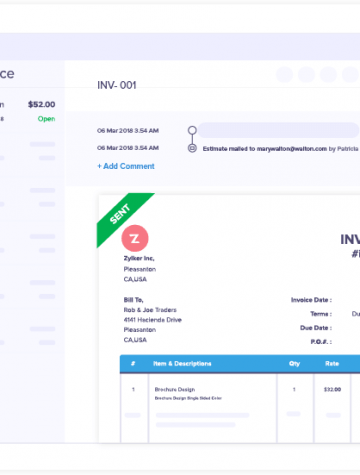 ce
INV- 001
n $52.00
Open
06 Mar 2018 3.54 AM
06 Mar 2018 3.54 AM Estimate mailed to marywalton@walton.com by Patricia
+ Add Comment
SENT
Z
INV
#i
Zylker Inc,
Pleasanton
CA,USA
Bill To,
Rob & Joe Traders
4141 Hacienda Drive
Pleasanton
CA,USA
Invoice Date :
Terms : Du
Due Date :
P.O.# :
# Item & Descriptions Qty Rate
1 Brochure Design 1 $32.00
Brochure Design Single Sided Color